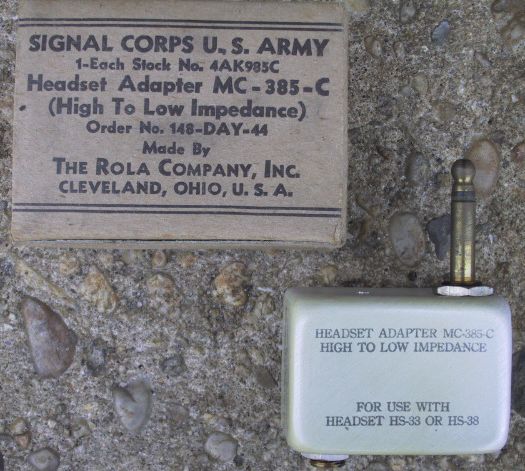 SIGNAL CORPS U. S. ARMY
1-Each Stock No. 4AK985C
Headset Adapter MC-385-C
(High To Low Impedance)
Order No. 148-DAY-44
Made By
THE ROLA COMPANY, INC.
CLEVELAND, OHIO, U. S. A.
HEADSET ADAPTER MC-385-C
HIGH TO LOW IMPEDANCE
FOR USE WITH
HEADSET HS-33 OR HS-38